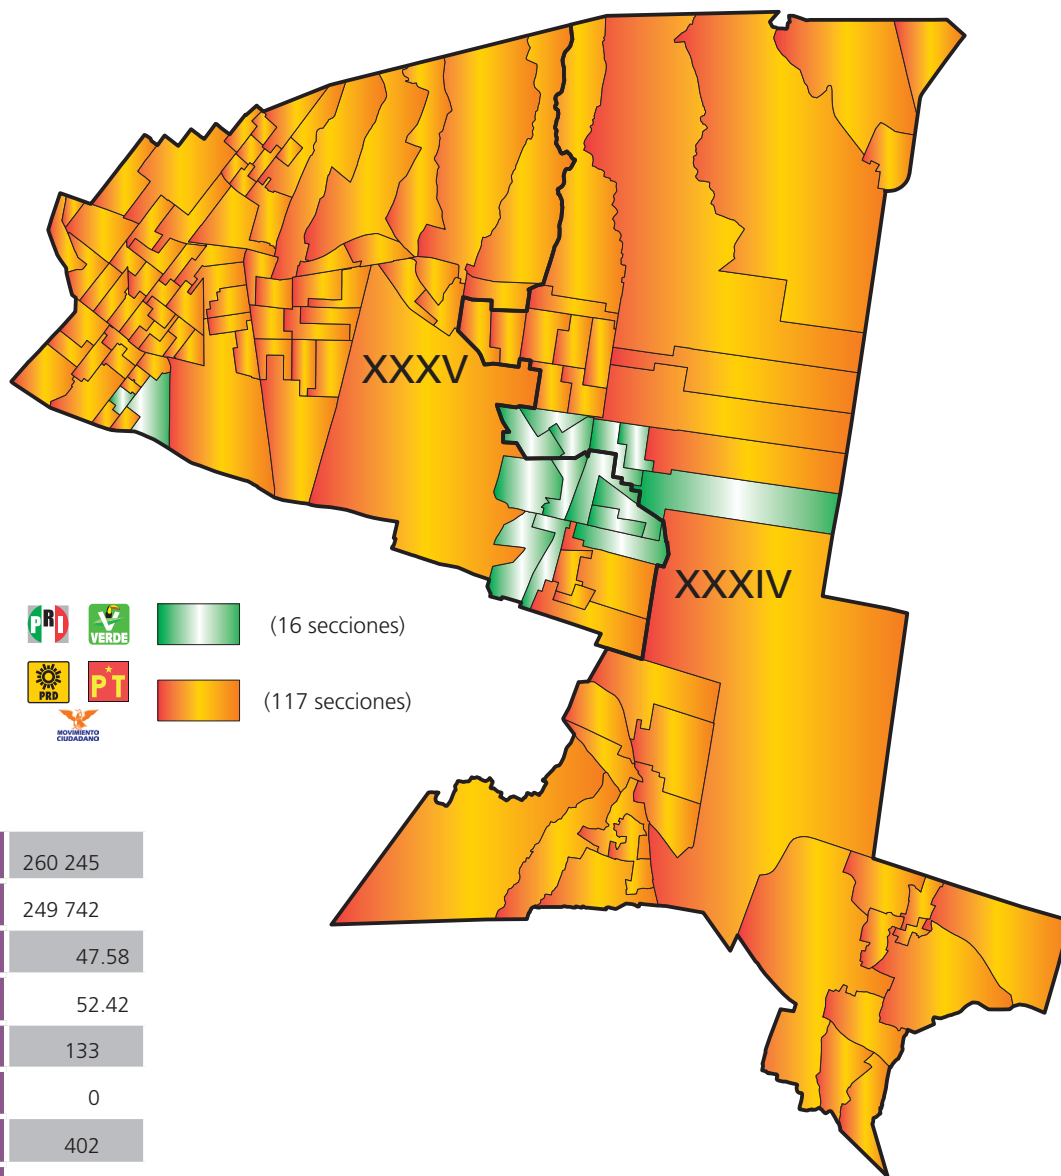 XXXV
XXXIV
PRI
VERDE
(16 secciones)
PRD
PT
(117 secciones)
MOVIMIENTO
CIUDADANO
260 245
249 742
47.58
52.42
133
0
402